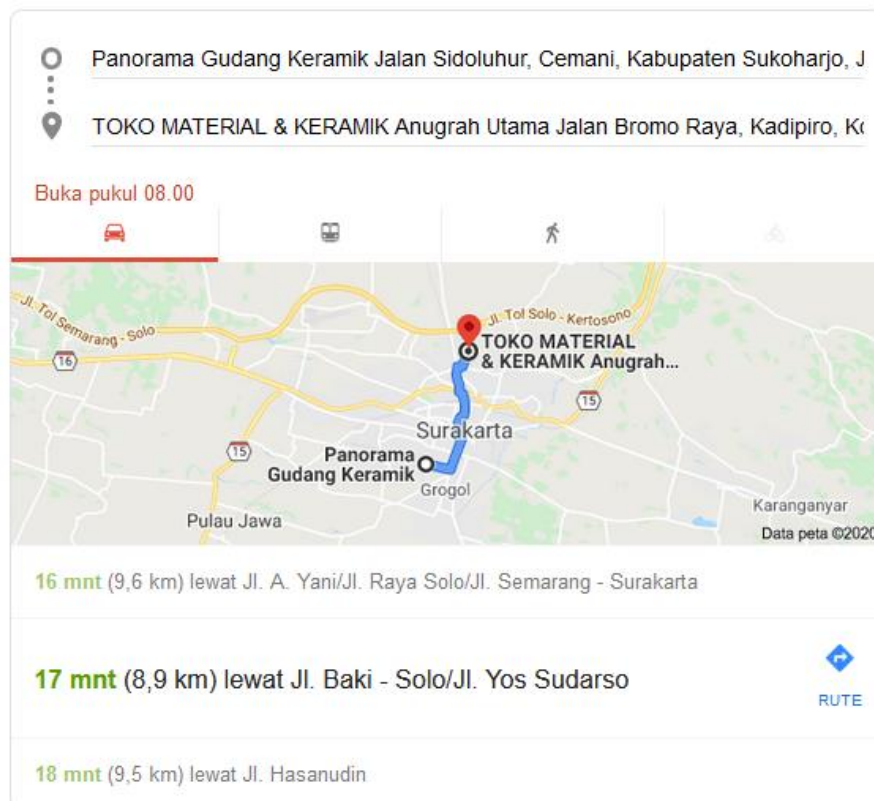 Panorama Gudang Keramik Jalan Sidoluhur, Cemani, Kabupaten Sukoharjo, J
TOKO MATERIAL & KERAMIK Anugrah Utama Jalan Bromo Raya, Kadipiro, Ko
Buka pukul 08.00
Jl. Tol Semarang - Solo
Jl. Tol Solo - Kertosono
TOKO MATERIAL
& KERAMIK Anugrah...
16
15
Surakarta
15
Panorama
Gudang Keramik
Grogol
Karanganyar
Pulau Jawa
Data peta ©2020
16 mnt (9,6 km) lewat Jl. A. Yani/Jl. Raya Solo/Jl. Semarang - Surakarta
17 mnt (8,9 km) lewat Jl. Baki - Solo/Jl. Yos Sudarso
RUTE
18 mnt (9,5 km) lewat Jl. Hasanudin